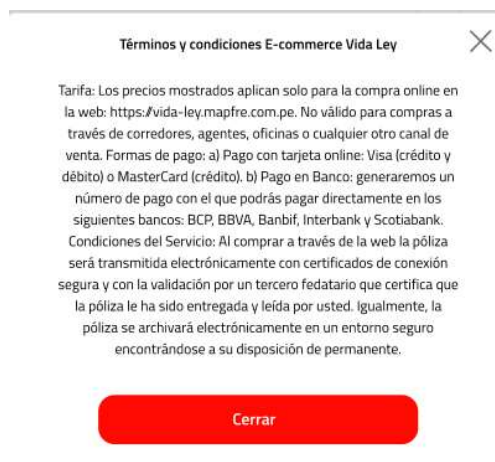 Términos y condiciones E-commerce Vida Ley
Tarifa: Los precios mostrados aplican solo para la compra online en
la web: https://vida-ley.mapfre.com.pe. No válido para compras a
través de corredores, agentes, oficinas o cualquier otro canal de
venta. Formas de pago: a) Pago con tarjeta online: Visa (crédito y
débito) o MasterCard (crédito). b) Pago en Banco: generaremos un
número de pago con el que podrás pagar directamente en los
siguientes bancos: BCP, BBVA, Banbif, Interbank y Scotiabank.
Condiciones del Servicio: Al comprar a través de la web la póliza
será transmitida electrónicamente con certificados de conexión
segura y con la validación por un tercero fedatario que certifica que
la póliza le ha sido entregada y leída por usted. Igualmente, la
póliza se archivará electrónicamente en un entorno seguro
encontrándose a su disposición de permanente.
Cerrar